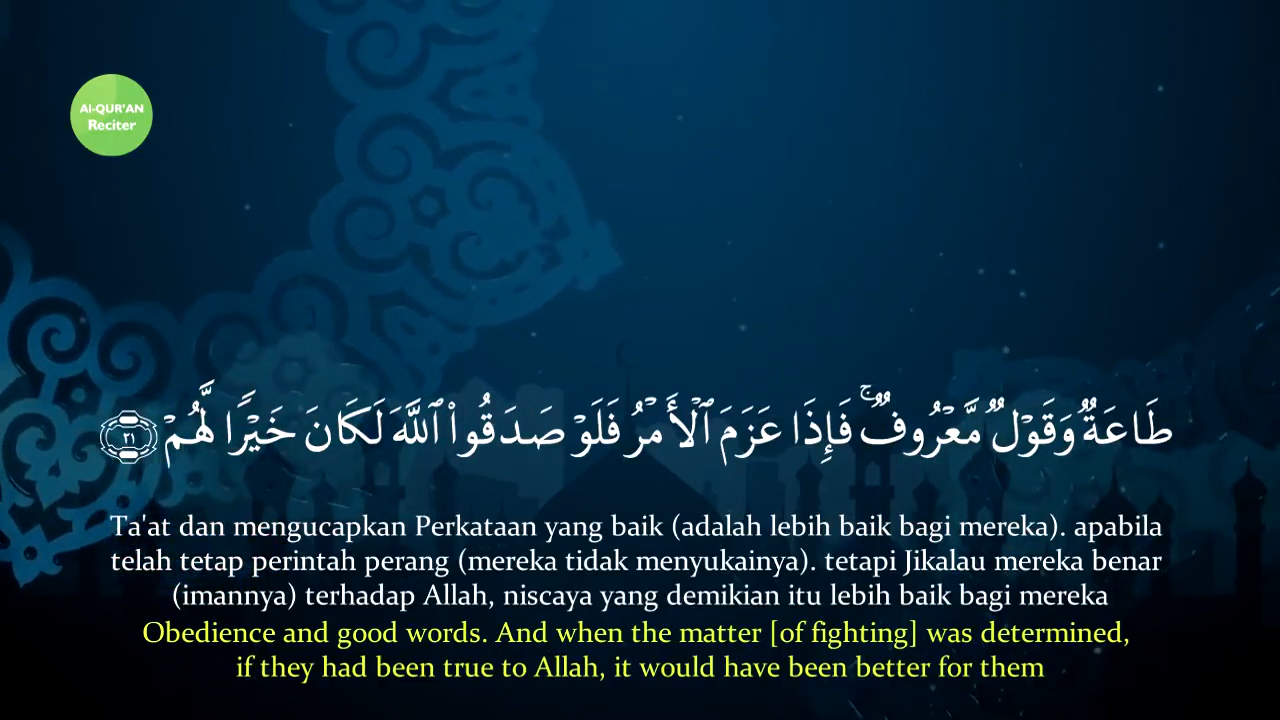 Al-QUR'AN
Reciter
طَاعَةٌ وَقَوْلٌ مَّعْرُوفٌ ۚ فَإِذَا عَزَمَ ٱلْأَمْرُ فَلَوْ صَدَقُوا۟ ٱللَّهَ لَكَانَ خَيْرًا لَّهُمْ ٢١
Ta'at dan mengucapkan Perkataan yang baik (adalah lebih baik bagi mereka). apabila
telah tetap perintah perang (mereka tidak menyukainya). tetapi Jikalau mereka benar
(imannya) terhadap Allah, niscaya yang demikian itu lebih baik bagi mereka
Obedience and good words. And when the matter [of fighting] was determined,
if they had been true to Allah, it would have been better for them